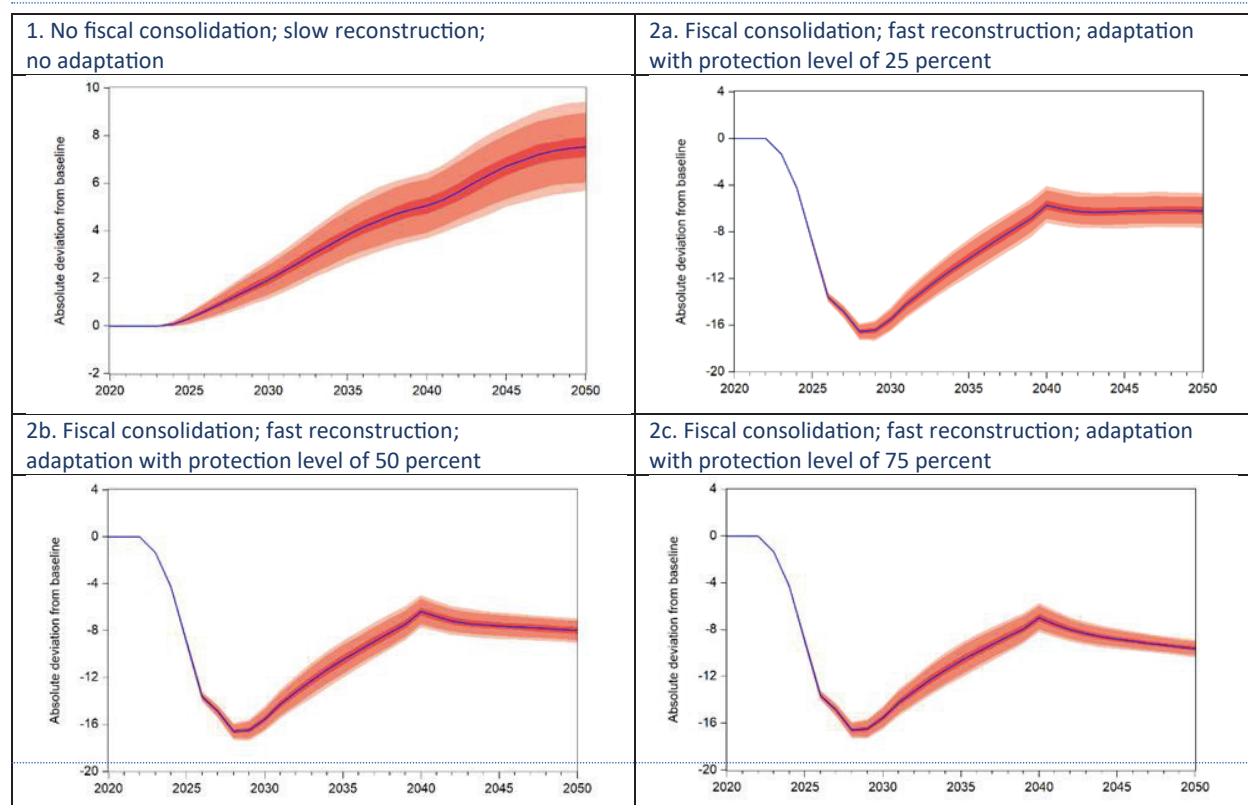 1. No fiscal consolidation; slow reconstruction;
no adaptation
2a. Fiscal consolidation; fast reconstruction; adaptation
with protection level of 25 percent
Absolute deviation from baseline
10
8
6
4
2
0
-2
2020 2025 2030 2035 2040 2045 2050
Absolute deviation from baseline
4
0
-4
-8
-12
-16
-20
2020 2025 2030 2035 2040 2045 2050
2b. Fiscal consolidation; fast reconstruction;
adaptation with protection level of 50 percent
2c. Fiscal consolidation; fast reconstruction; adaptation
with protection level of 75 percent
Absolute deviation from baseline
4
0
-4
-8
-12
-16
-20
2020 2025 2030 2035 2040 2045 2050
Absolute deviation from baseline
4
0
-4
-8
-12
-16
-20
2020 2025 2030 2035 2040 2045 2050